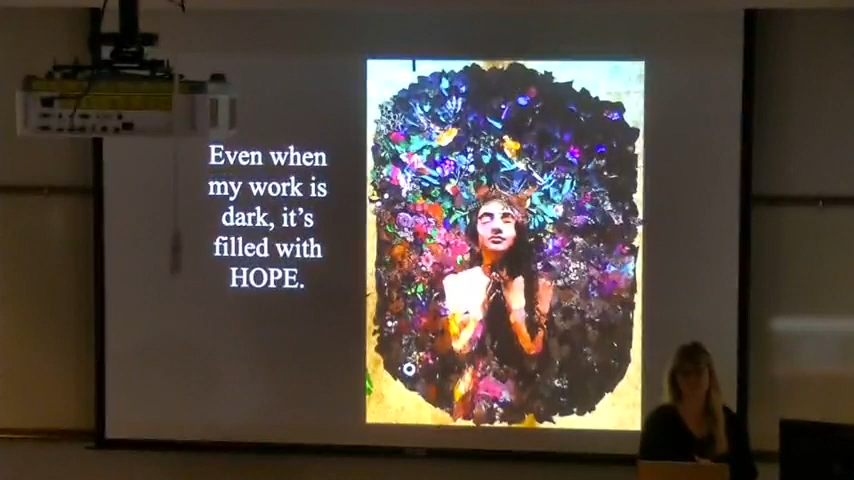 Even when
my work is
dark, it’s
filled with
HOPE.